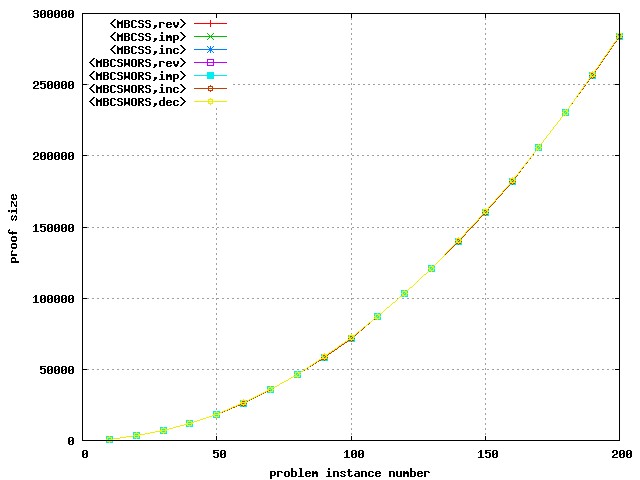 300000
250000
200000
150000
100000
50000
0
proof size
<MBCSS,rev>
<MBCSS,imp>
<MBCSS,inc>
<MBCSWORS,rev>
<MBCSWORS,imp>
<MBCSWORS,inc>
<MBCSWORS,dec>
0 50 100 150 200
problem instance number